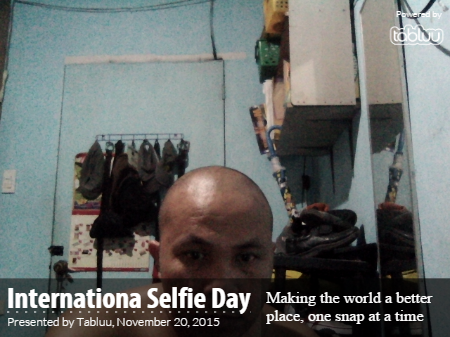 Powered by
tabluu
Internationa Selfie Day
Presented by Tabluu, November 20, 2015
Making the world a better
place, one snap at a time